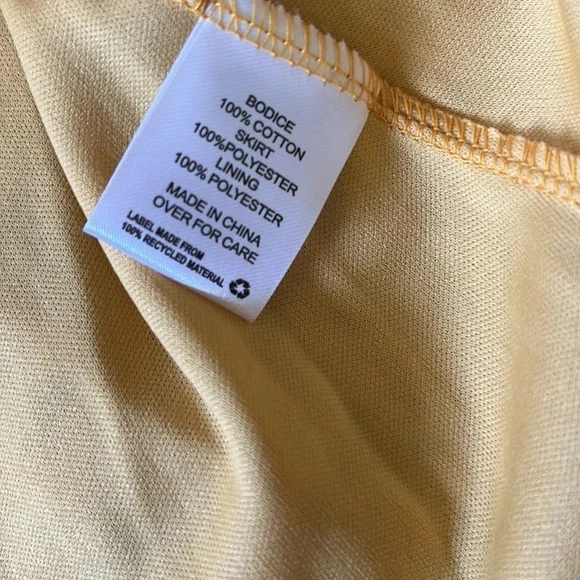 BODICE
100% COTTON
SKIRT
100%POLYESTER
LINING
100% POLYESTER
MADE IN CHINA
OVER FOR CARE
LABEL MADE FROM
100% RECYCLED MATERIAL